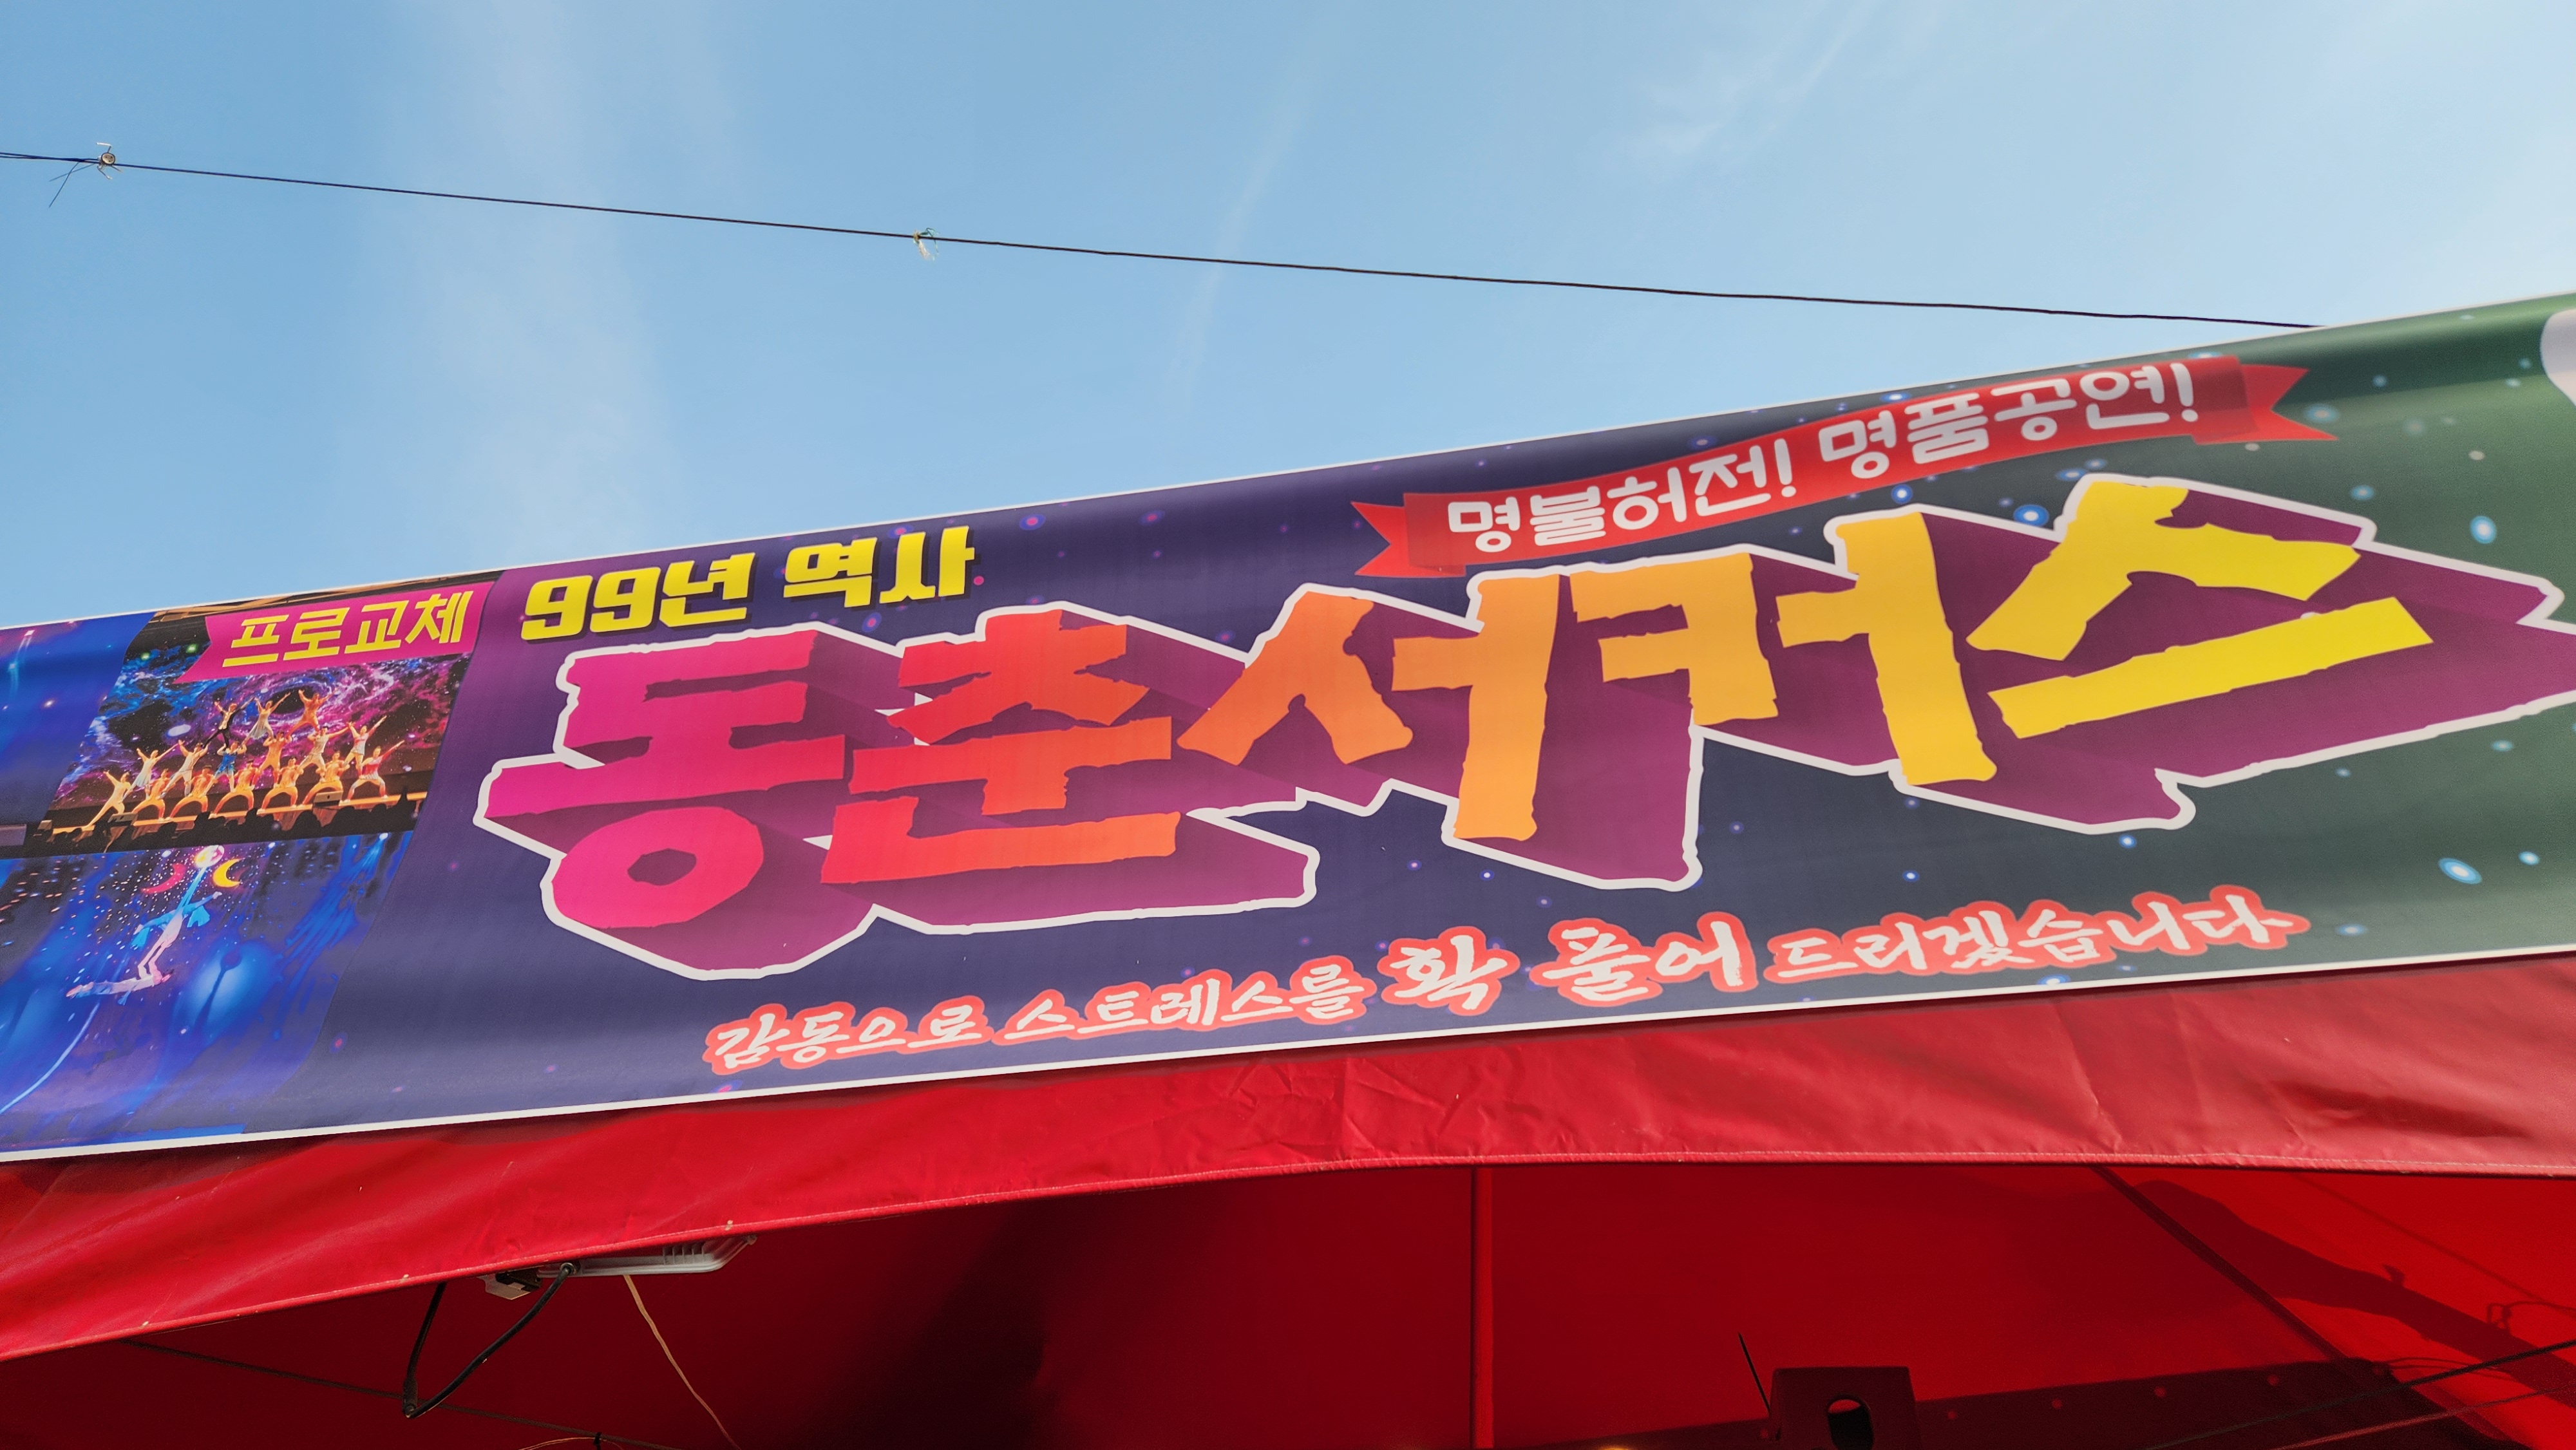 프로교체
99년 역사
명불허전! 명품공연!
동춘서커스
감동으로 스트레스를 확 풀어 드리겠습니다.